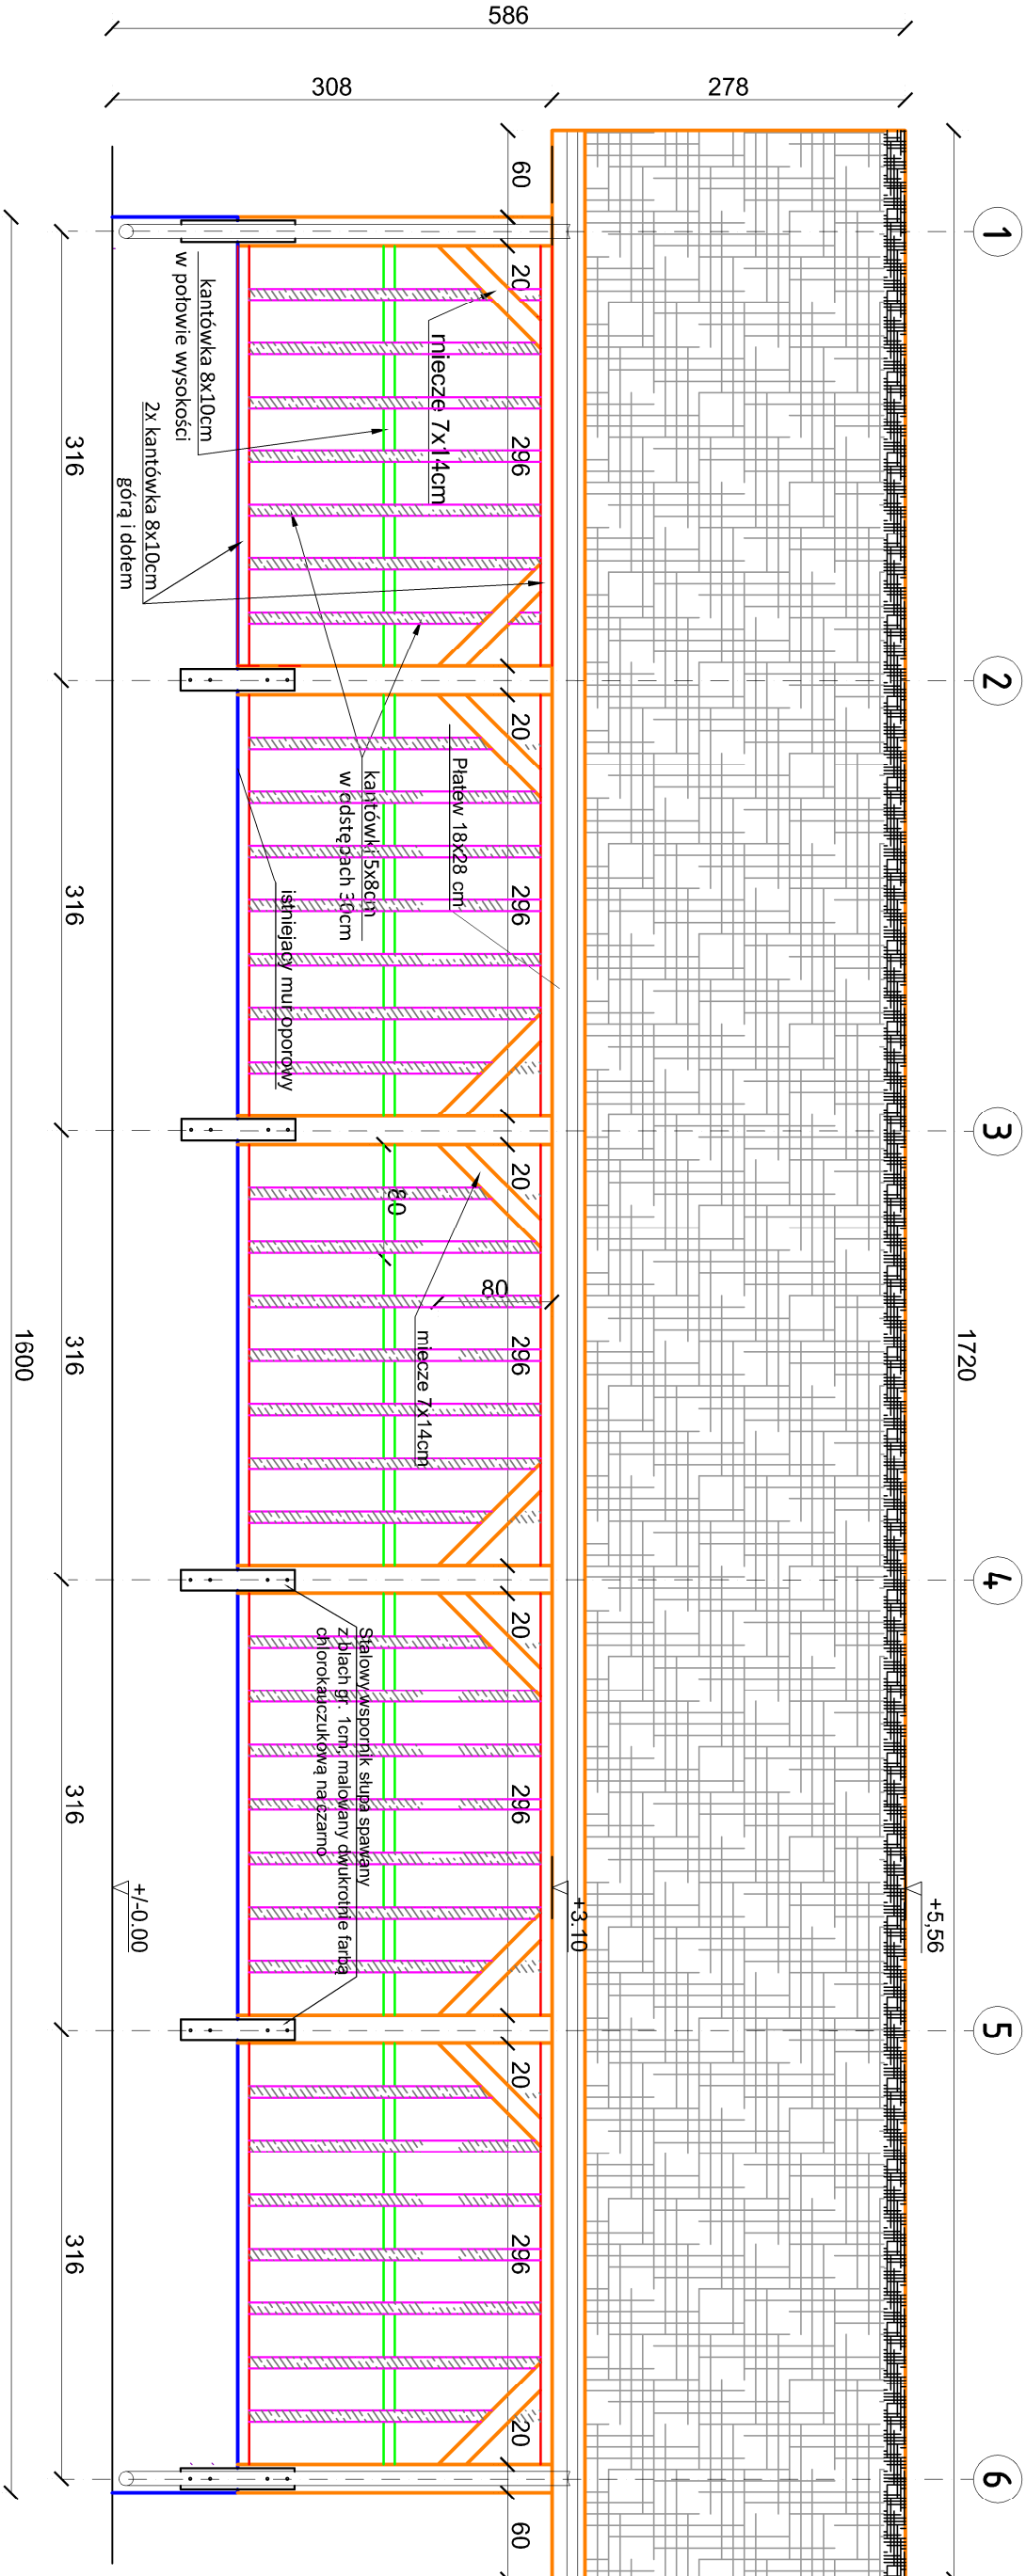 586
308
278
1
2
3
4
5
6
1720
+5,56
+3.10
+/-0.00
60
20
296
20
296
20
296
20
296
20
296
20
60
80
80
miecze 7x14cm
kantówka 8x10cm
w połowie wysokości
2x kantówka 8x10cm
górą i dołem
Płatew 18x28 cm
kantówki 5x8cm
w odstępach 30cm
istniejacy mur oporowy
miecze 7x14cm
Stalowy wspornik słupa spawany
z blach gr. 1cm, malowany dwukrotnie farbą
chlorokauczukową na czarno
316
316
316
316
316
1600